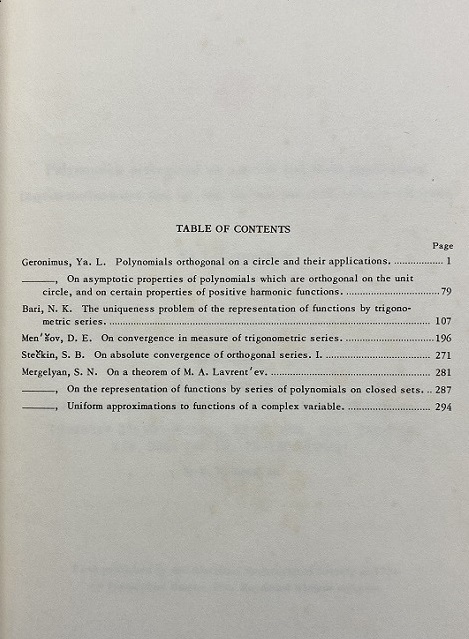 TABLE OF CONTENTS
Page
Geronimus, Ya. L. Polynomials orthogonal on a circle and their applications. .................. 1
______, On asymptotic properties of polynomials which are orthogonal on the unit
circle, and on certain properties of positive harmonic functions. ............................ 79
Bari, N. K. The uniqueness problem of the representation of functions by trigono-
metric series. .................................................................................................... 107
Men'šov, D. E. On convergence in measure of trigonometric series. ............................ 196
Stečkin, S. B. On absolute convergence of orthogonal series. I. .................................. 271
Mergelyan, S. N. On a theorem of M. A. Lavrent'ev. .................................................. 281
______, On the representation of functions by series of polynomials on closed sets. .. 287
______, Uniform approximations to functions of a complex variable. ......................... 294